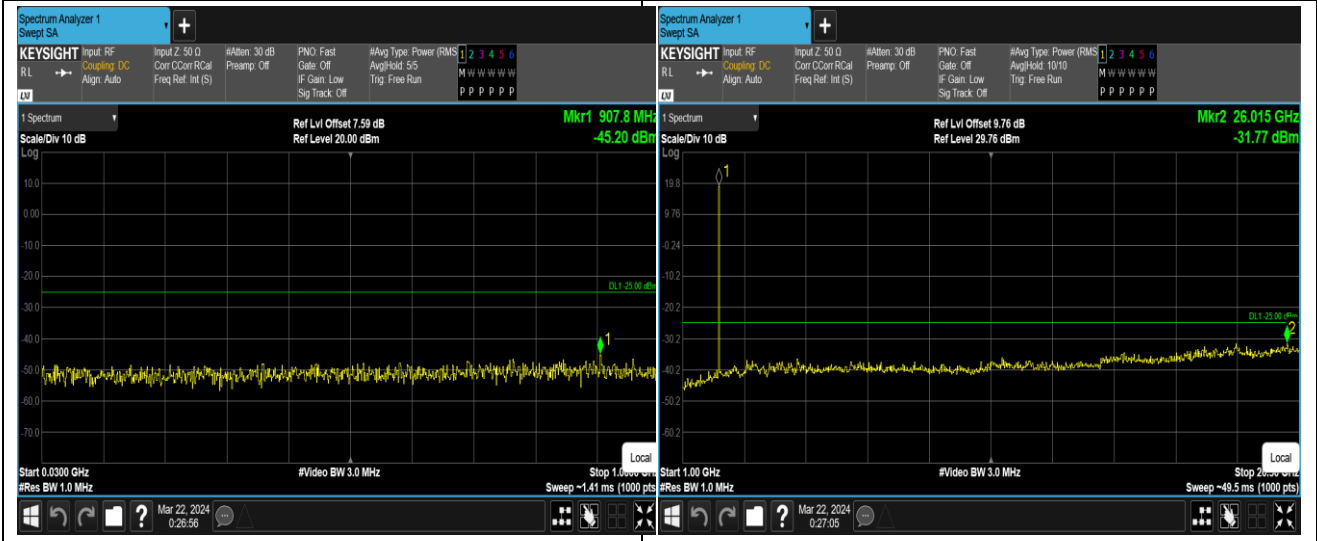 Spectrum Analyzer 1
Swept SA
+
KEYSIGHT
RL
LXI
Input: RF
Coupling: DC
Align: Auto
Input Z: 50 Ω
Corr CCorr RCal
Freq Ref: Int (S)
#Atten: 30 dB
Preamp: Off
PNO: Fast
Gate: Off
IF Gain: Low
Sig Track: Off
#Avg Type: Power (RMS
Avg|Hold: 5/5
Trig: Free Run
1 2 3 4 5 6
M W W W W W
P P P P P P
1 Spectrum
Scale/Div 10 dB
Log
Ref Lvl Offset 7.59 dB
Ref Level 20.00 dBm
Mkr1 907.8 MHz
-45.20 dBm
10.0
0.00
-10.0
-20.0
DL1 -25.00 dBm
-30.0
-40.0
1
-50.0
-60.0
-70.0
Local
Start 0.0300 GHz
#Res BW 1.0 MHz
#Video BW 3.0 MHz
Stop 1.0
Sweep ~1.41 ms (1000 pts)
?
Mar 22, 2024
0:26:56
Spectrum Analyzer 1
Swept SA
+
KEYSIGHT
RL
LXI
Input: RF
Coupling: DC
Align: Auto
Input Z: 50 Ω
Corr CCorr RCal
Freq Ref: Int (S)
#Atten: 30 dB
Preamp: Off
PNO: Fast
Gate: Off
IF Gain: Low
Sig Track: Off
#Avg Type: Power (RMS
Avg|Hold: 10/10
Trig: Free Run
1 2 3 4 5 6
M W W W W W
P P P P P P
1 Spectrum
Scale/Div 10 dB
Log
Ref Lvl Offset 9.76 dB
Ref Level 29.76 dBm
Mkr2 26.015 GHz
-31.77 dBm
1
19.8
9.76
-0.24
-10.2
-20.2
DL1 -25.00 dBm
2
-30.2
-40.2
-50.2
-60.2
Local
Start 1.00 GHz
#Res BW 1.0 MHz
#Video BW 3.0 MHz
Stop
Sweep ~49.5 ms (1000 pts)
?
Mar 22, 2024
0:27:05